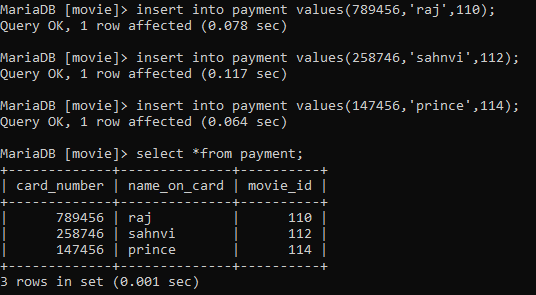 MariaDB [movie]> insert into payment values(789456,'raj',110);
Query OK, 1 row affected (0.078 sec)
MariaDB [movie]> insert into payment values(258746,'sahnvi',112);
Query OK, 1 row affected (0.117 sec)
MariaDB [movie]> insert into payment values(147456,'prince',114);
Query OK, 1 row affected (0.064 sec)
MariaDB [movie]> select *from payment;
+-------------+--------------+----------+
| card_number | name_on_card | movie_id |
+-------------+--------------+----------+
|      789456 | raj          |      110 |
|      258746 | sahnvi       |      112 |
|      147456 | prince       |      114 |
+-------------+--------------+----------+
3 rows in set (0.001 sec)